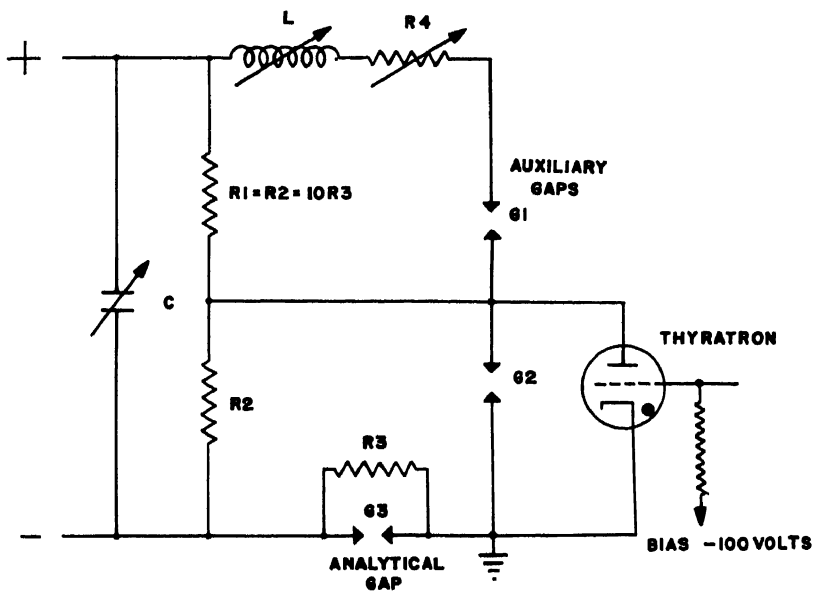 L
R4
+
R1=R2=10R3
AUXILIARY
GAPS
G1
C
THYRATRON
G2
R2
R3
G3
ANALYTICAL
GAP
BIAS -100 VOLTS
−